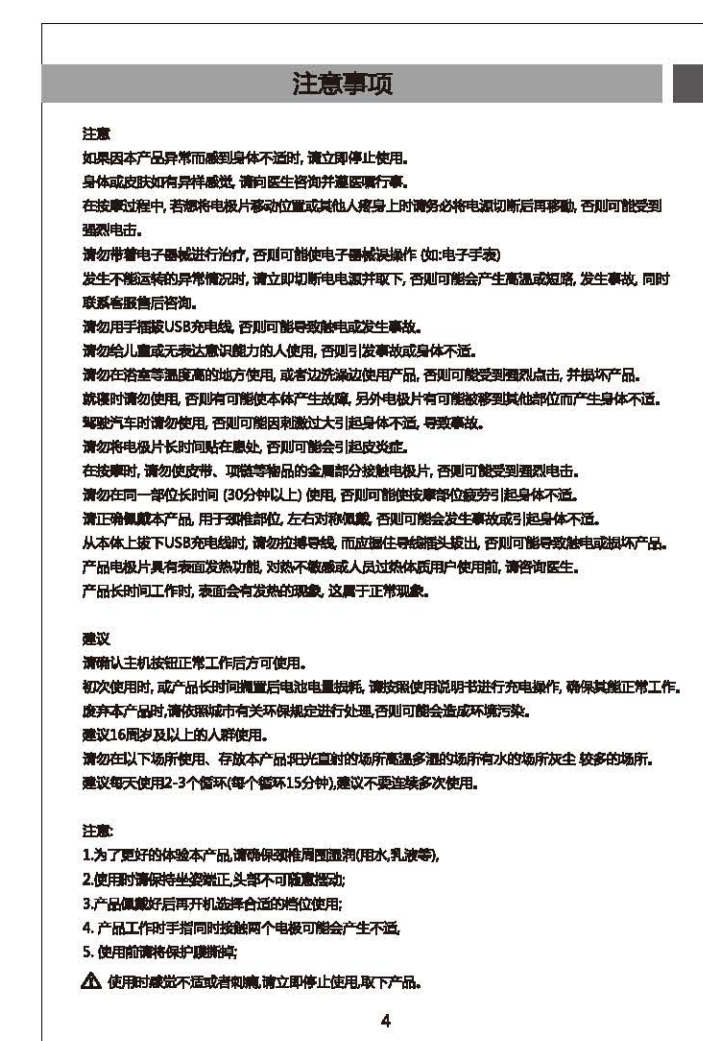 注意事项
注意
如果因本产品异常而感到身体不适时, 请立即停止使用。
身体或皮肤如有异样感觉, 请向医生咨询并遵医嘱行事。
在按摩过程中, 若想将电极片移动位置或其他人疼身上时请务必将电源切断后再移动, 否则可能受到
强烈电击。
请勿带着电子器械进行治疗, 否则可能使电子器械误操作 (如:电子手表)
发生不能运转的异常情况时, 请立即切断电电源并取下, 否则可能会产生高温或短路, 发生事故, 同时
联系客服售后咨询。
请勿用手插拔USB充电线, 否则可能导致触电或发生事故。
请勿给儿童或无表达意识能力的人使用, 否则引发事故或身体不适。
请勿在浴室等温度高的地方使用, 或者边洗澡边使用产品, 否则可能受到强烈点击, 并损坏产品。
就寝时请勿使用, 否则有可能使本体产生故障, 另外电极片有可能被移到其他部位而产生身体不适。
驾驶汽车时请勿使用, 否则可能因刺激过大引起身体不适, 导致事故。
请勿将电极片长时间贴在患处, 否则可能会引起皮炎症。
在按摩时, 请勿使皮带、项链等物品的金属部分接触电极片, 否则可能受到强烈电击。
请勿在同一部位长时间 (30分钟以上) 使用, 否则可能使按摩部位疲劳引起身体不适。
请正确佩戴本产品, 用于颈椎部位, 左右对称佩戴, 否则可能会发生事故或引起身体不适。
从本体上拔下USB充电线时, 请勿拉搏导线, 而应握住导线插头拔出, 否则可能导致触电或损坏产品。
产品电极片具有表面发热功能, 对热不敏感或人员过热体质用户使用前, 请咨询医生。
产品长时间工作时, 表面会有发热的现象, 这属于正常现象。
建议
请确认主机按钮正常工作后方可使用。
初次使用时, 或产品长时间搁置后电池电量损耗, 请按照使用说明书进行充电操作, 确保其能正常工作。
废弃本产品时,请依照城市有关环保规定进行处理,否则可能会造成环境污染。
建议16周岁及以上的人群使用。
请勿在以下场所使用、存放本产品:阳光直射的场所高温多湿的场所有水的场所灰尘 较多的场所。
建议每天使用2-3个循环(每个循环15分钟),建议不要连续多次使用。
注意:
1.为了更好的体验本产品,请确保颈椎周围湿润(用水,乳液等),
2.使用时请保持坐姿端正,头部不可随意摆动;
3.产品佩戴好后再开机选择合适的档位使用;
4. 产品工作时手指同时接触两个电极可能会产生不适,
5. 使用前请将保护膜撕掉;
使用时感觉不适或者刺痛,请立即停止使用,取下产品。
4